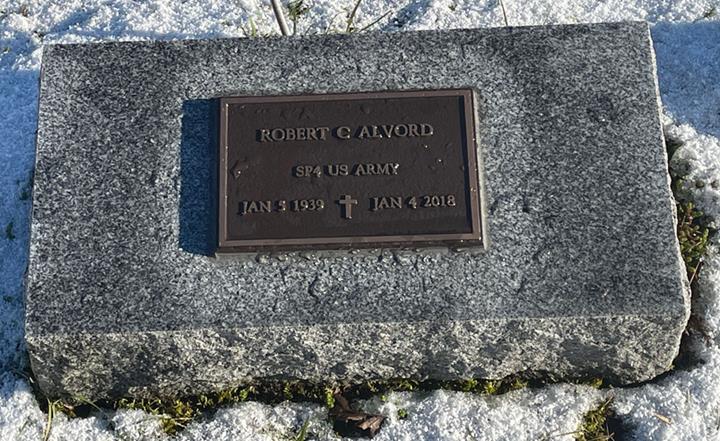 ROBERT C ALVORD
SP4 US ARMY
JAN 5 1939 JAN 4 2018